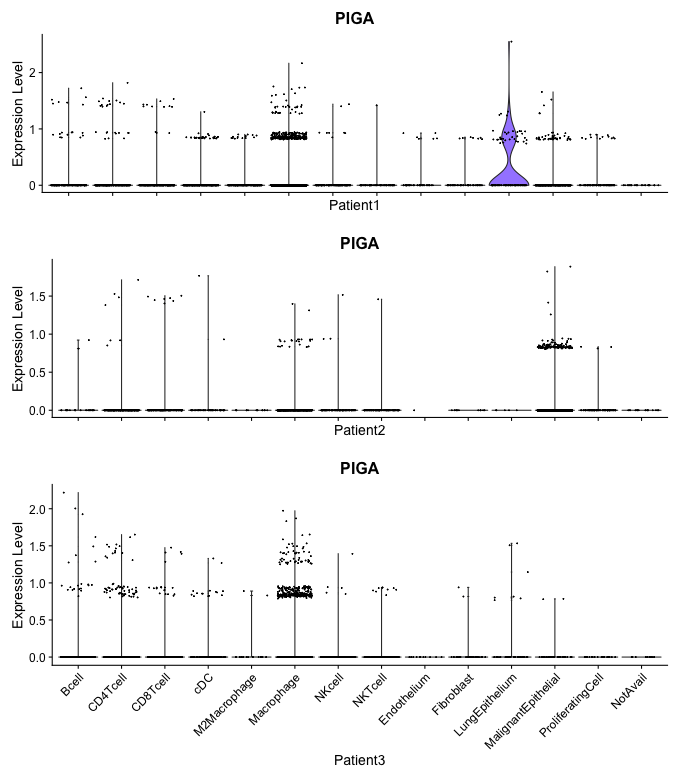 PIGA
Expression Level
2
1
0
Patient1
PIGA
Expression Level
1.5
1.0
0.5
0.0
Patient2
PIGA
Expression Level
2.0
1.5
1.0
0.5
0.0
Bcell
CD4Tcell
CD8Tcell
cDC
M2Macrophage
Macrophage
NKcell
NKTcell
Endothelium
Fibroblast
LungEpithelium
MalignantEpithelial
ProliferatingCell
NotAvail
Patient3